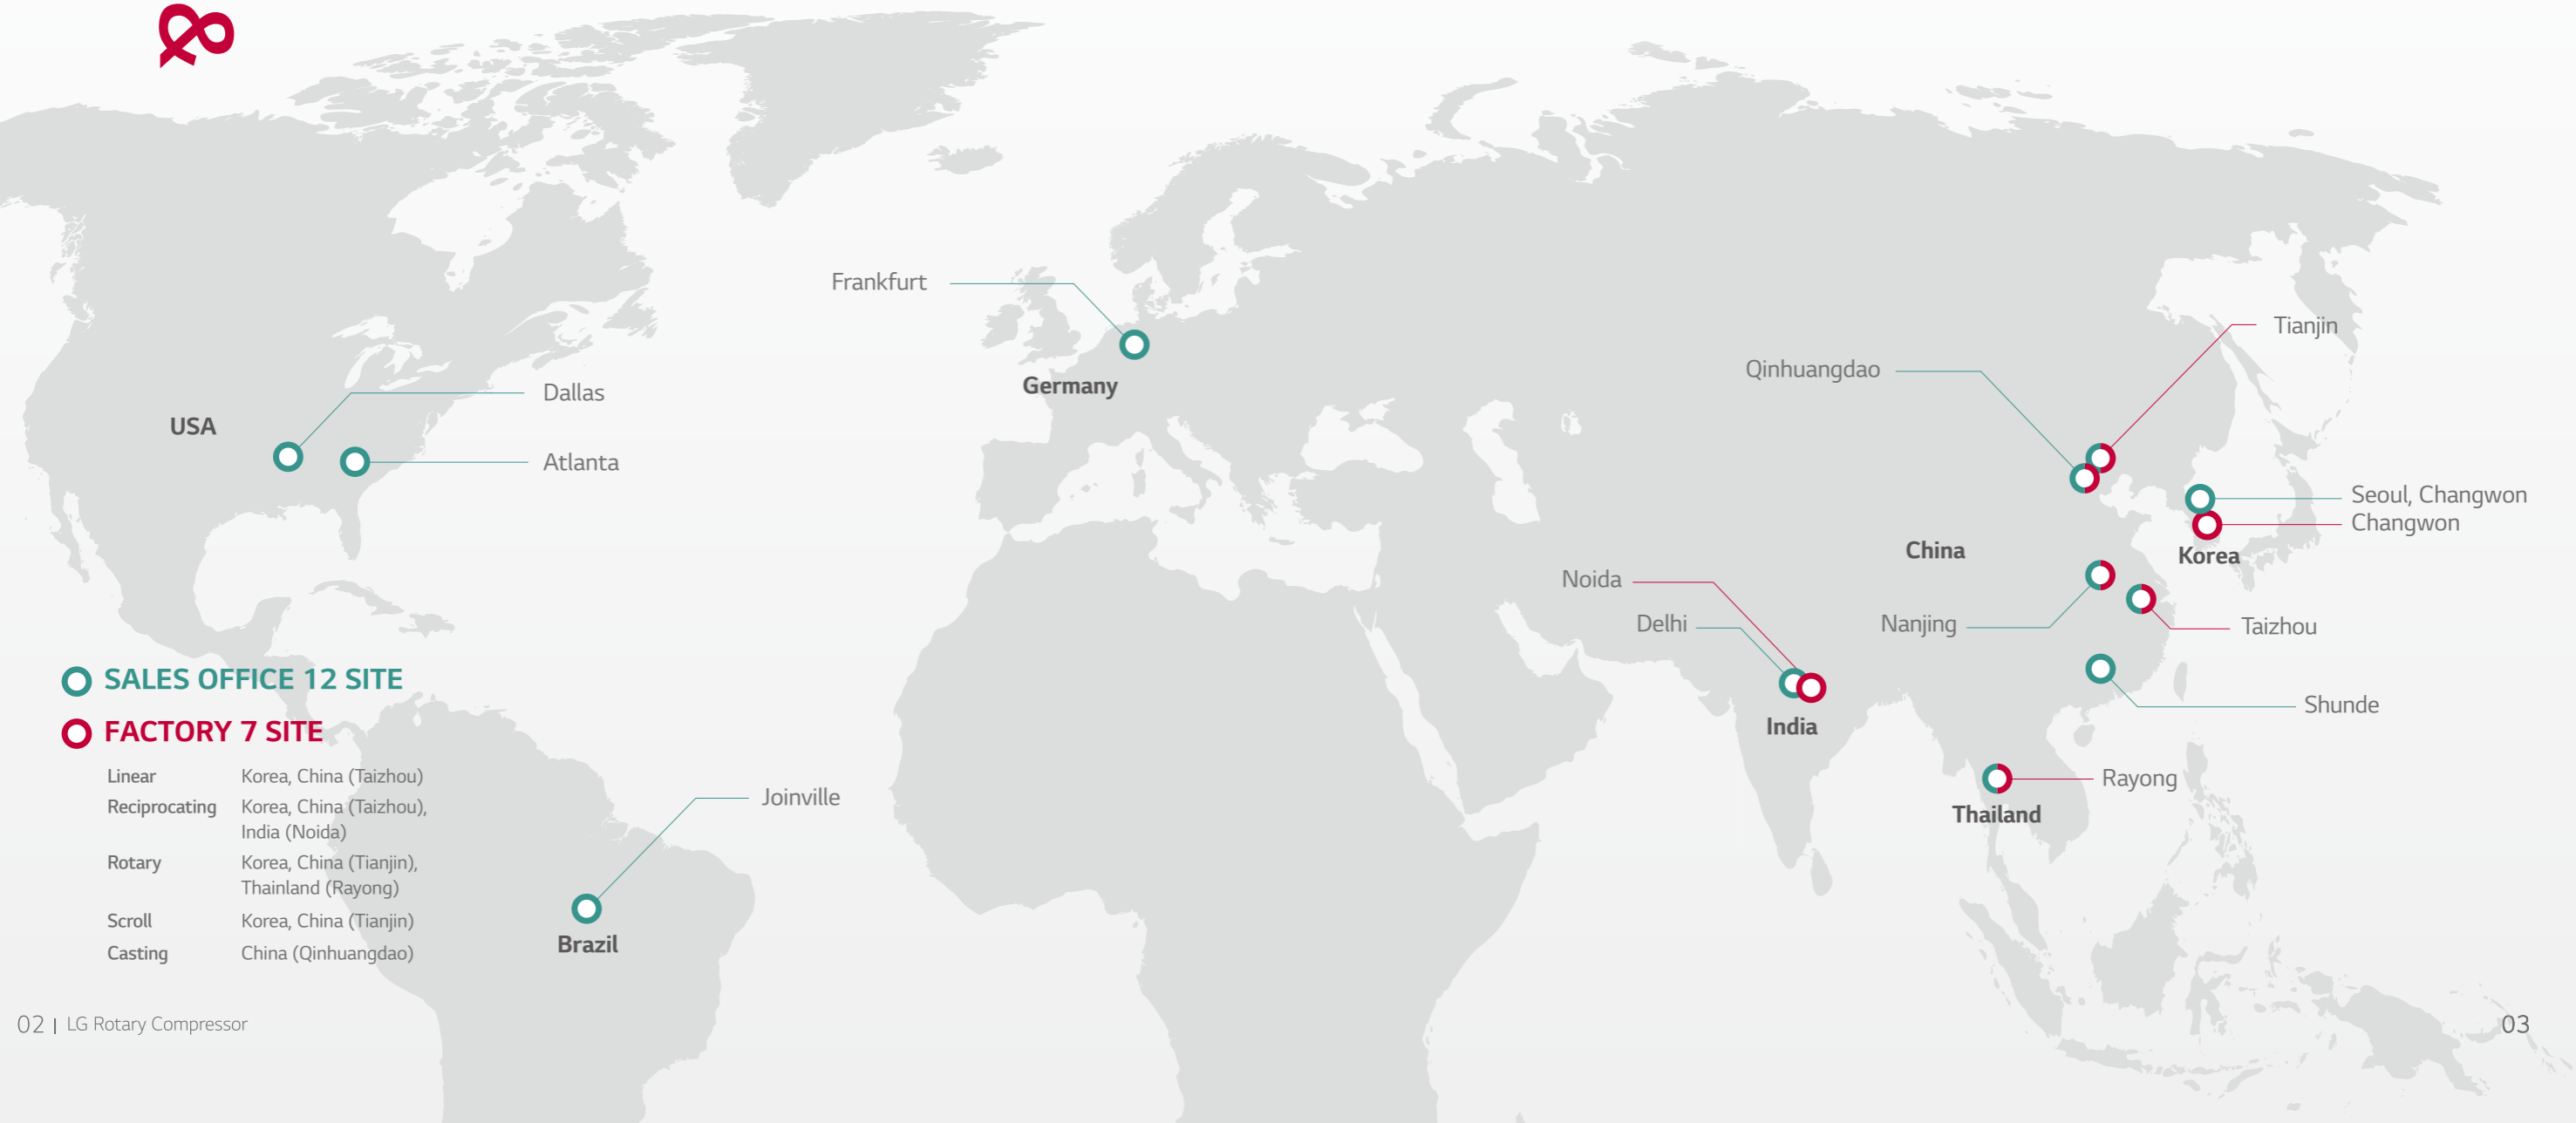 Frankfurt
Germany
USA
Dallas
Atlanta
Tianjin
Qinhuangdao
Seoul, Changwon
Changwon
Korea
China
Noida
Delhi
Nanjing
Taizhou
India
Shunde
Rayong
Thailand
Joinville
Brazil
SALES OFFICE 12 SITE
FACTORY 7 SITE
Linear Korea, China (Taizhou)
Reciprocating Korea, China (Taizhou),
India (Noida)
Rotary Korea, China (Tianjin),
Thainland (Rayong)
Scroll Korea, China (Tianjin)
Casting China (Qinhuangdao)
02 | LG Rotary Compressor
03